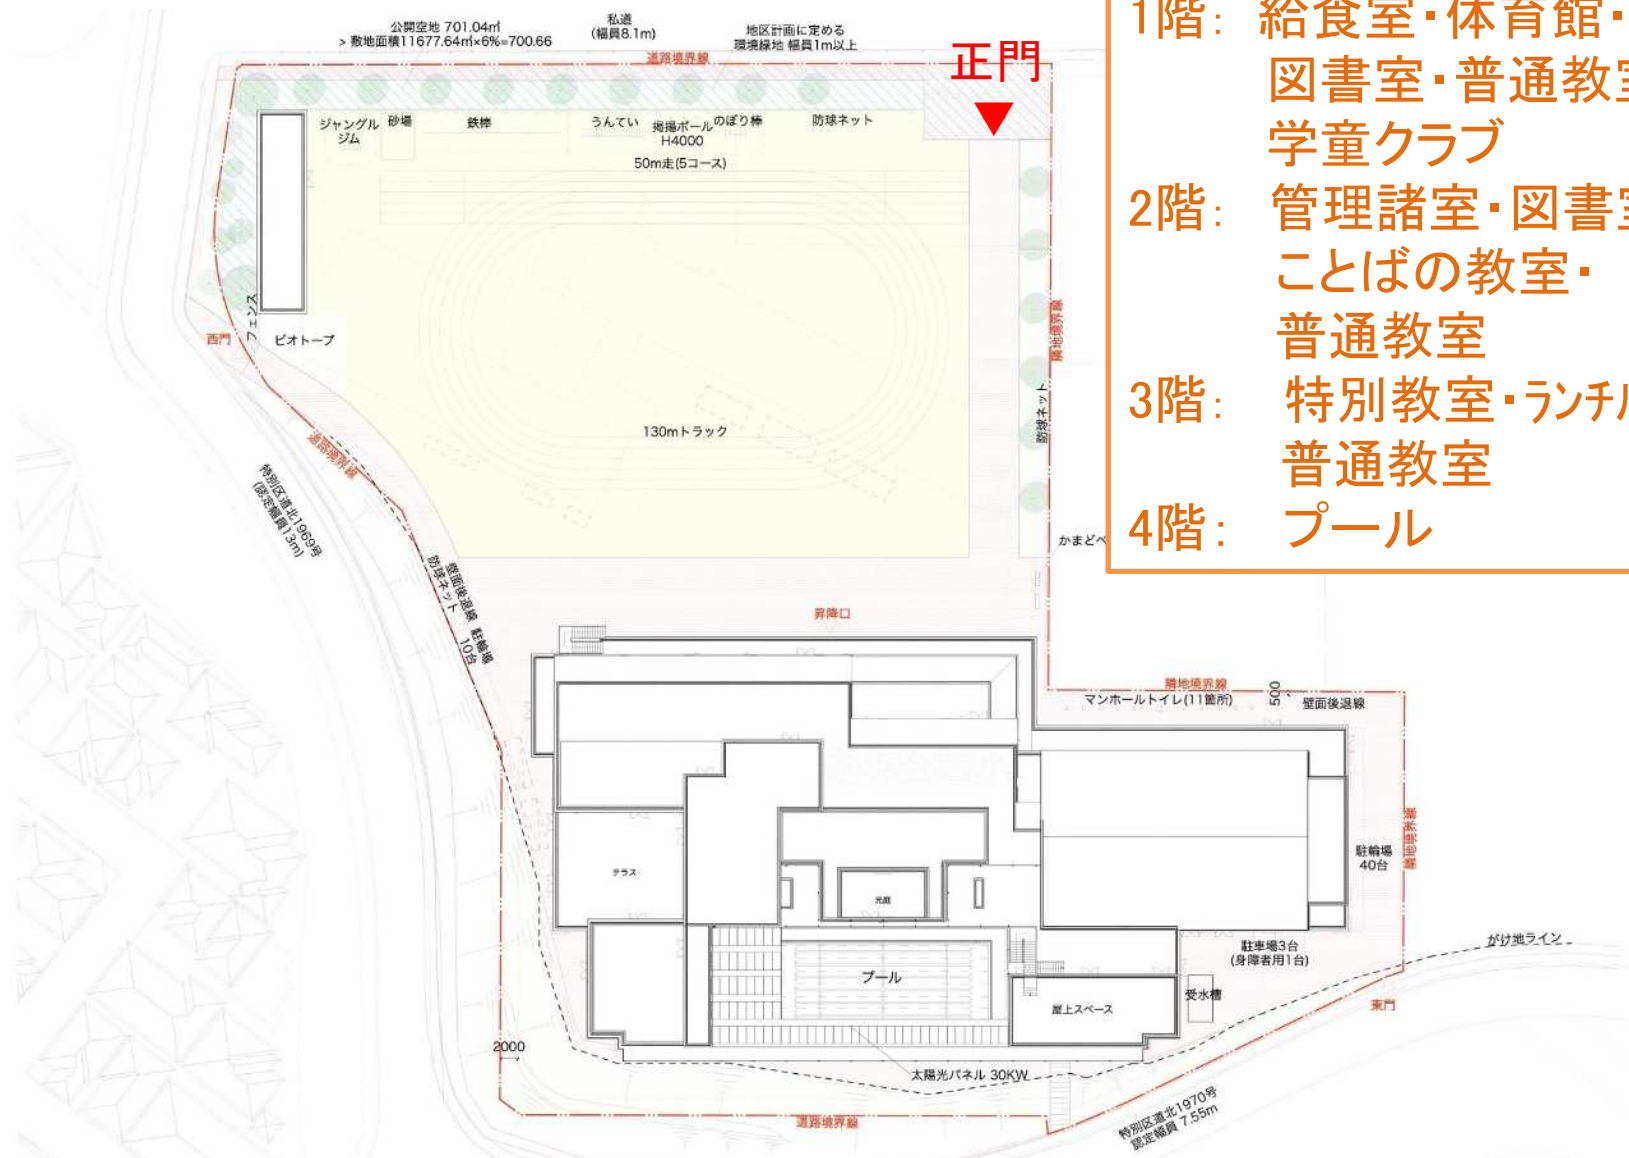 公開空地 701.04㎡
> 敷地面積11677.64㎡×6%=700.66
私道
(幅員8.1m)
地区計画に定める
環境緑地 幅員1m以上
道路境界線
正門
1階： 給食室・体育館・
図書室・普通教室
学童クラブ
2階： 管理諸室・図書室
ことばの教室・
普通教室
3階： 特別教室・ランチル
普通教室
4階： プール
ジャングル
ジム
砂場
鉄棒
うんてい
掲揚ポール
H4000
のぼり棒
防球ネット
50m走(5コース)
フェンス
西門
ビオトープ
隣地境界線
防球ネット
130mトラック
道路境界線
特別区道北1969号
(認定幅員13m)
かまどベ
壁面後退線
防球ネット
駐輪場
10台
昇降口
隣地境界線
マンホールトイレ(11箇所)
500
壁面後退線
隣地境界線
駐輪場
40台
テラス
光庭
プール
屋上スペース
駐車場3台
(身障者用1台)
受水槽
がけ地ライン
東門
2000
太陽光パネル 30KW
道路境界線
特別区道北1970号
認定幅員 7.55m